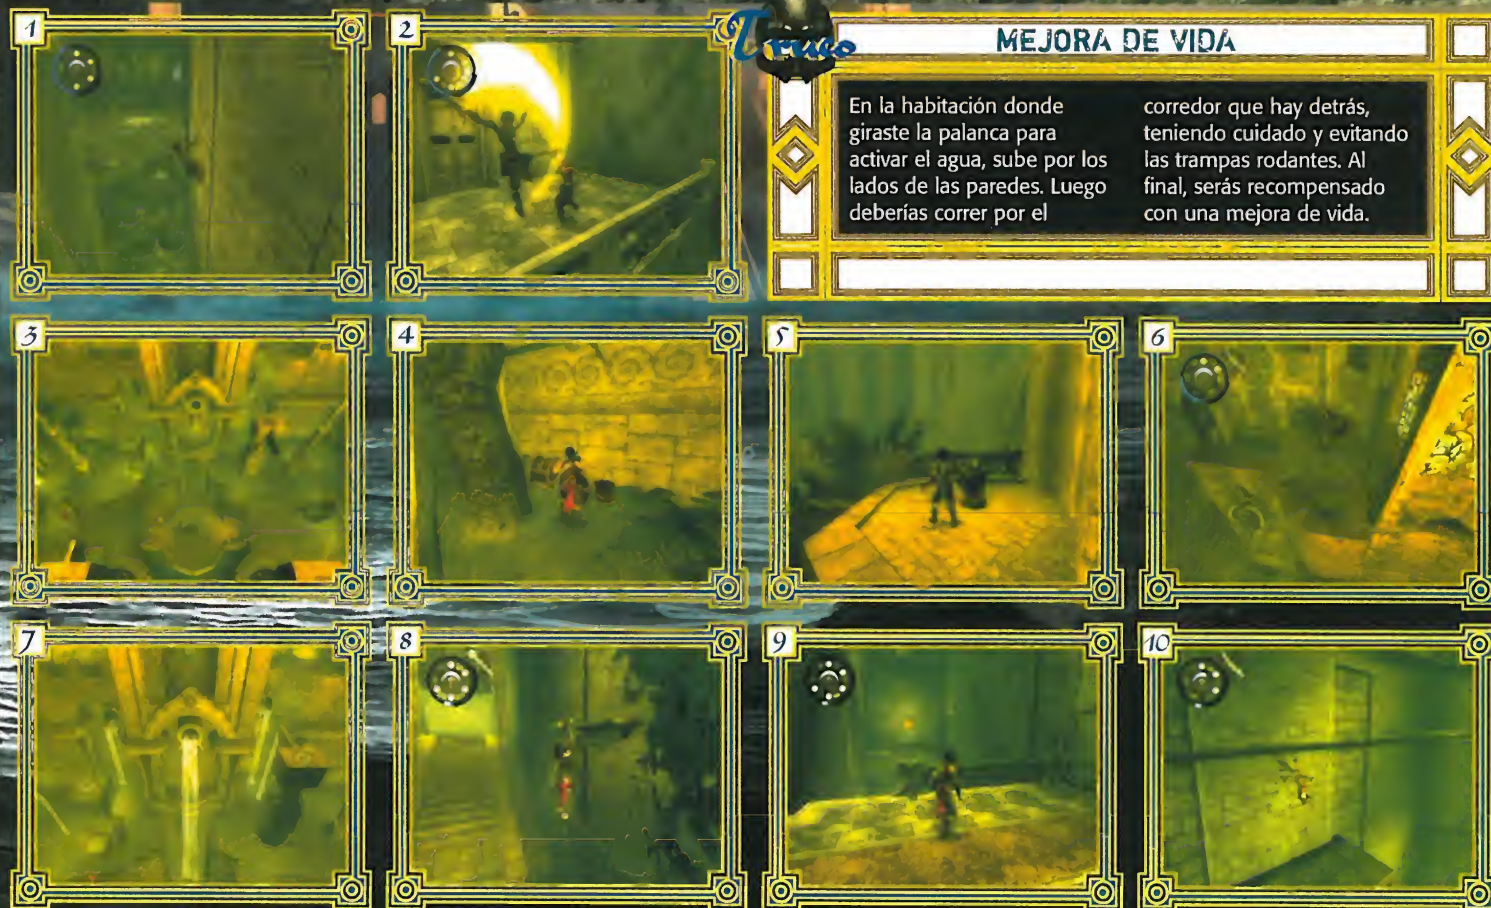 1
2
Truco
MEJORA DE VIDA
En la habitación donde
giraste la palanca para
activar el agua, sube por los
lados de las paredes. Luego
deberías correr por el
corredor que hay detrás,
teniendo cuidado y evitando
las trampas rodantes. Al
final, serás recompensado
con una mejora de vida.
3
4
5
6
7
8
9
10